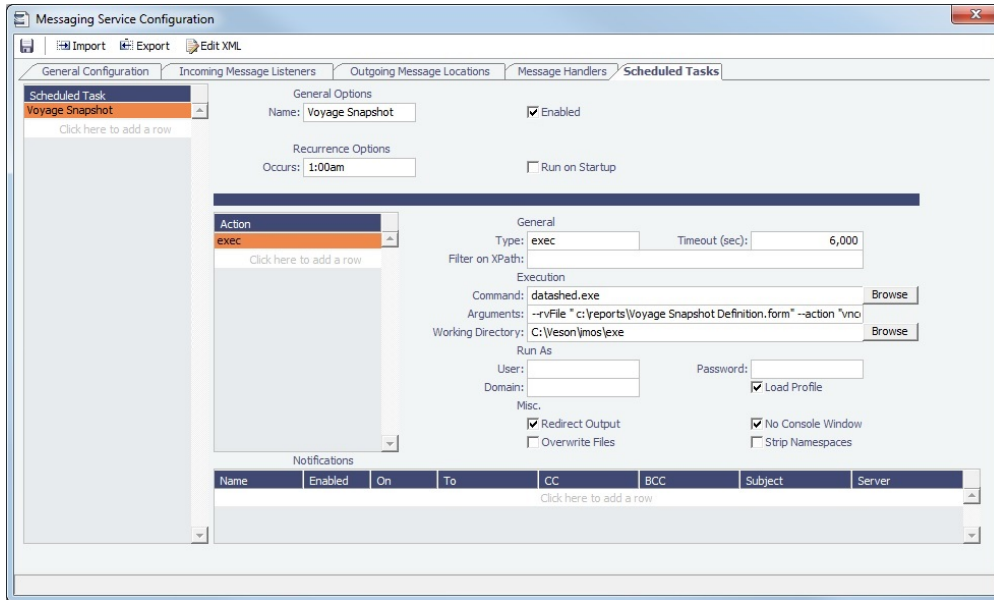 Messaging Service Configuration
Import Export Edit XML
General Configuration Incoming Message Listeners Outgoing Message Locations Message Handlers Scheduled Tasks
Scheduled Task
Voyage Snapshot
Click here to add a row
General Options
Name: Voyage Snapshot Enabled
Recurrence Options
Occurs: 1:00am Run on Startup
Action
exec
Click here to add a row
General
Type: exec Timeout (sec): 6,000
Filter on XPath:
Execution
Command: datashed.exe Browse
Arguments: --rvFile " c:\reports\Voyage Snapshot Definition.form" --action "vnc
Working Directory: C:\Veson\imos\exe Browse
Run As
User: Password:
Domain: Load Profile
Misc.
Redirect Output No Console Window
Overwrite Files Strip Namespaces
Notifications
Name Enabled On To CC BCC Subject Server
Click here to add a row